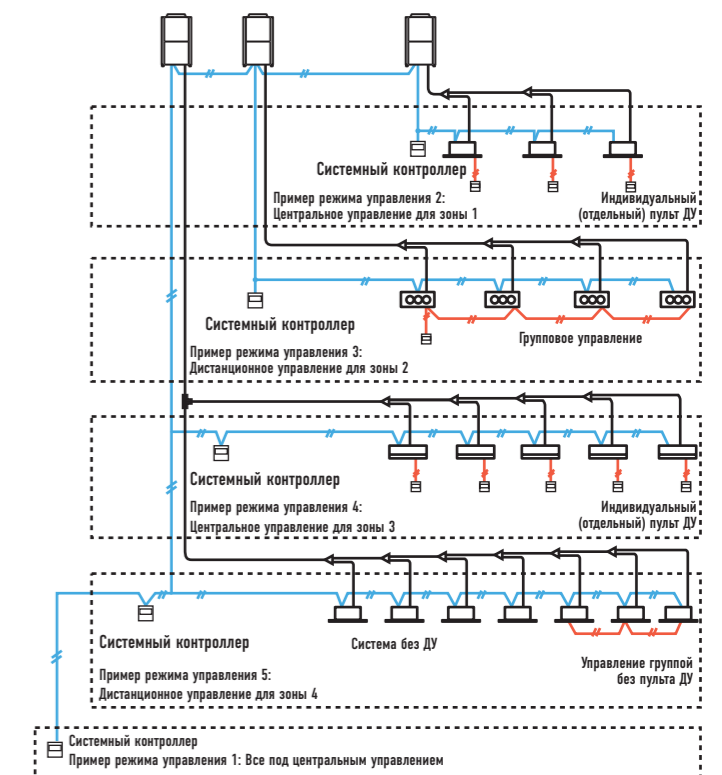 Системный контроллер
Пример режима управления 2:
Центральное управление для зоны 1
Индивидуальный
(отдельный) пульт ДУ
Системный контроллер
Групповое управление
Пример режима управления 3:
Дистанционное управление для зоны 2
Системный контроллер
Пример режима управления 4:
Центральное управление для зоны 3
Индивидуальный
(отдельный) пульт ДУ
Системный контроллер
Система без ДУ
Пример режима управления 5:
Дистанционное управление для зоны 4
Управление группой
без пульта ДУ
Системный контроллер
Пример режима управления 1: Все под центральным управлением